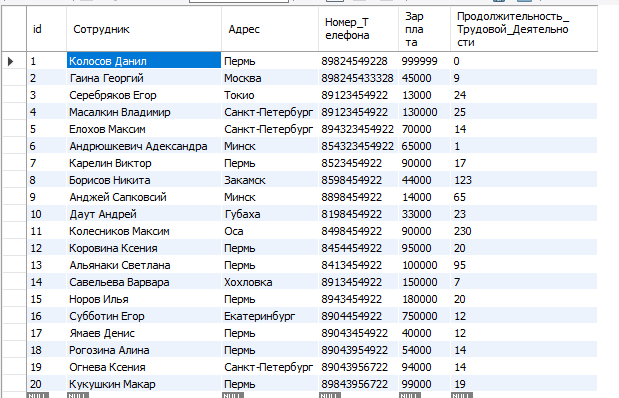 id Сотрудник Адрес Номер_Телефона Зарплата Продолжительность_Трудовой_Деятельности
1 Колосов Данил Пермь 89824549228 999999 0
2 Гаина Георгий Москва 898245433328 45000 9
3 Серебряков Егор Токио 89123454922 13000 24
4 Масалкин Владимир Санкт-Петербург 89123454922 130000 25
5 Елохов Максим Санкт-Петербург 894323454922 70000 14
6 Андрюшкевич Адександра Минск 854323454922 65000 1
7 Карелин Виктор Пермь 8523454922 90000 17
8 Борисов Никита Закамск 8598454922 44000 123
9 Анджей Сапковсий Минск 8898454922 14000 65
10 Даут Андрей Губаха 8198454922 33000 23
11 Колесников Максим Оса 8498454922 90000 230
12 Коровина Ксения Пермь 8454454922 95000 20
13 Альянаки Светлана Пермь 8413454922 100000 95
14 Савельева Варвара Хохловка 8913454922 150000 7
15 Норов Илья Пермь 8943454922 180000 20
16 Субботин Егор Екатеринбург 8904454922 750000 12
17 Ямаев Денис Пермь 89043454922 40000 12
18 Рогозина Алина Пермь 89043954922 54000 14
19 Огнева Ксения Санкт-Петербург 89043956722 94000 14
20 Кукушкин Макар Пермь 89843956722 99000 19
NULL NULL NULL NULL NULL NULL